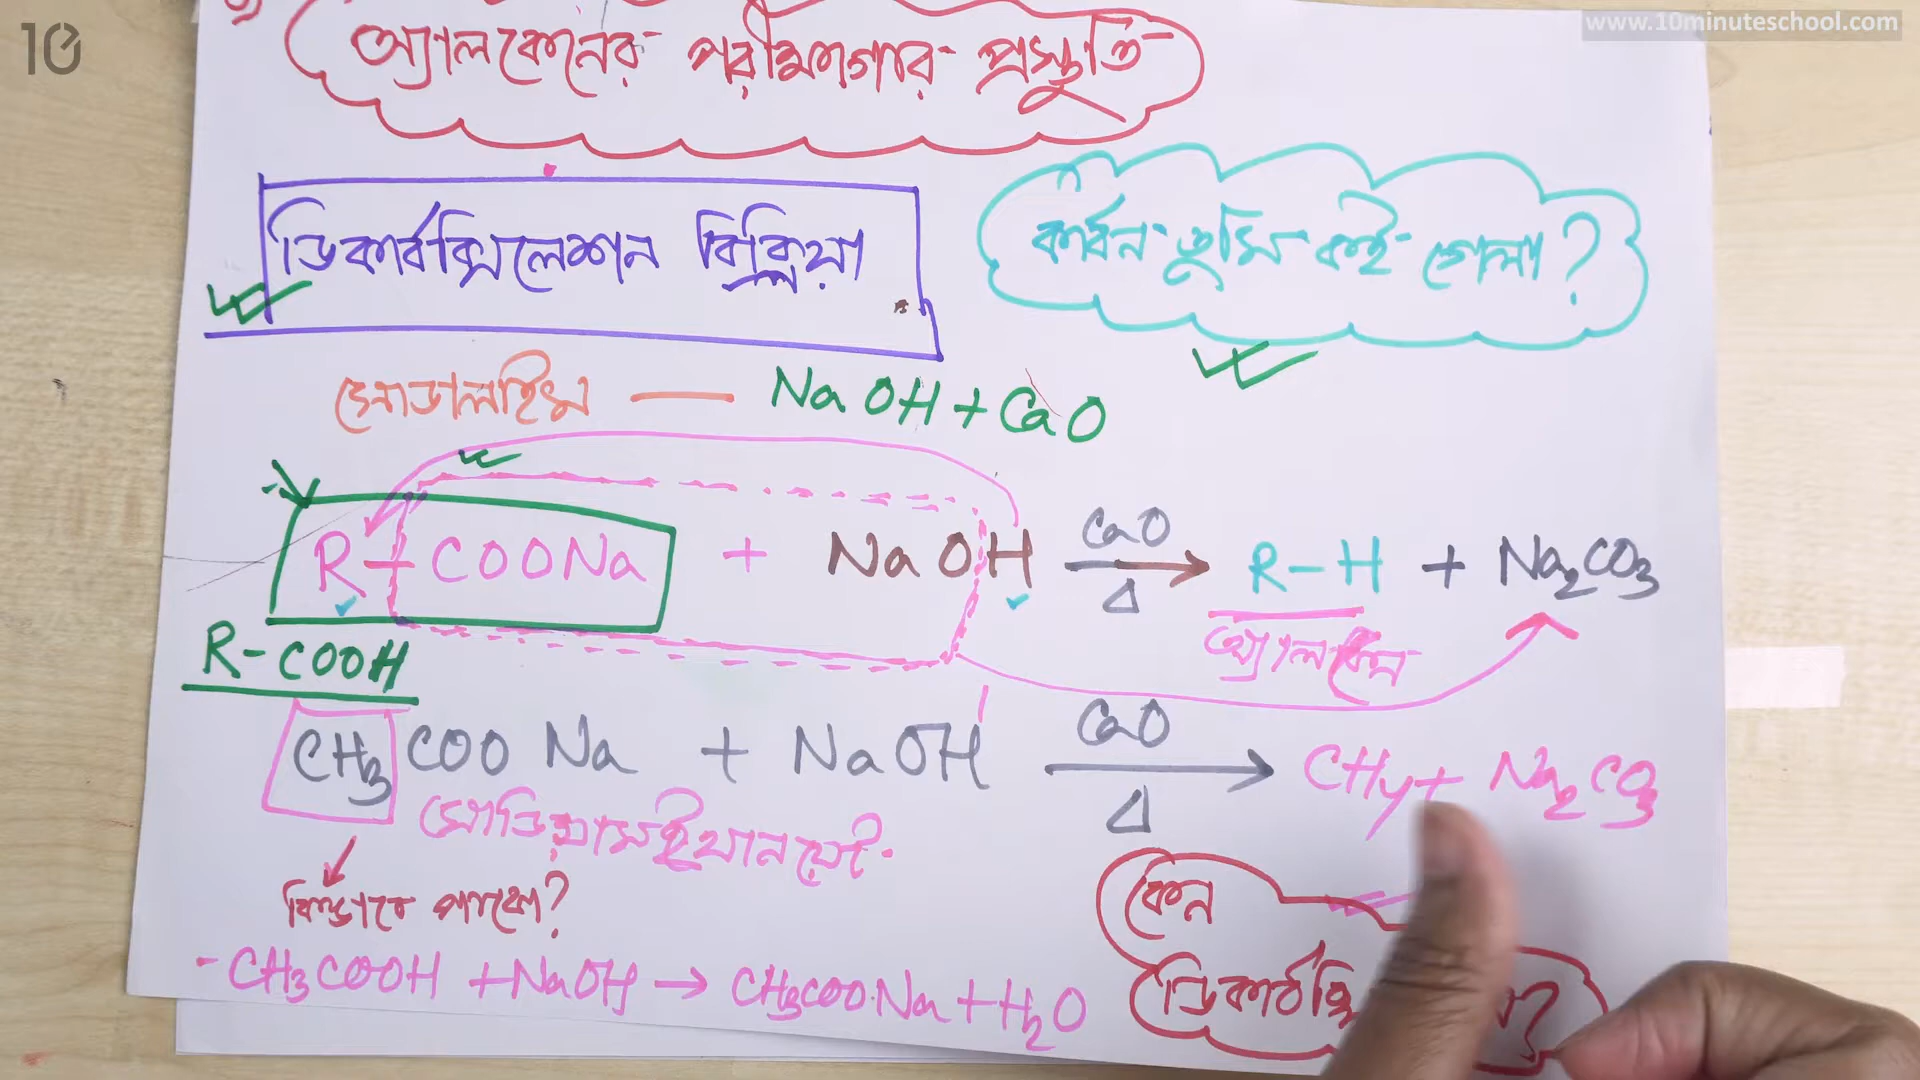 10
www.10minuteschool.com
অ্যালকেনের পরীক্ষাগার প্রস্তুতি
ডিকার্বক্সিলেশন বিক্রিয়া
কার্বন তুমি কই গেলা?
সোডালাইম — NaOH + CaO
R-COONa + NaOH CaO Δ → R-H + Na2CO3
অ্যালকেন
R-COOH
CH3COONa + NaOH CaO Δ → CH4 + Na2CO3
সোডিয়াম ইথানয়েট
কিভাবে পাবো?
CH3COOH + NaOH → CH3COONa + H2O
কেন